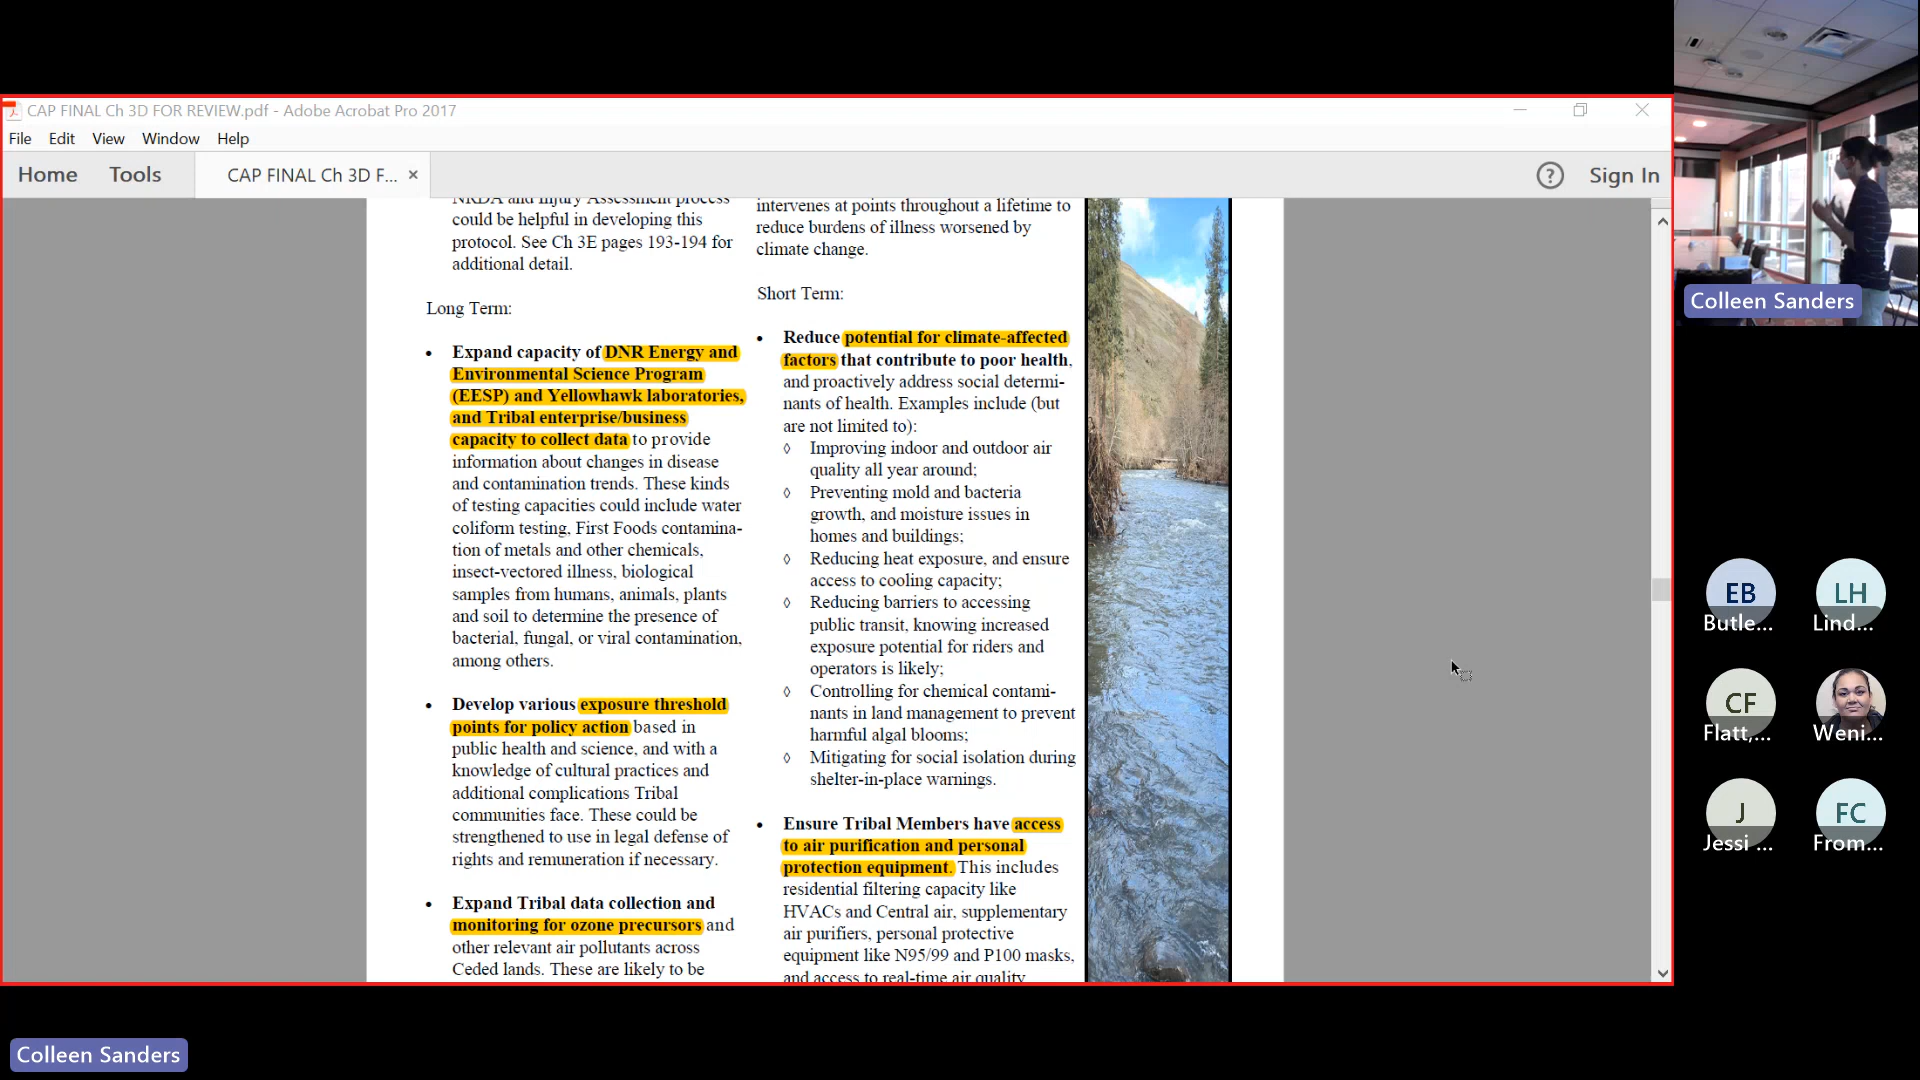 CAP FINAL Ch 3D FOR REVIEW.pdf - Adobe Acrobat Pro 2017
File Edit View Window Help
Home Tools CAP FINAL Ch 3D F... × ? Sign In
NRDA and Injury Assessment process
could be helpful in developing this
protocol. See Ch 3E pages 193-194 for
additional detail.
Long Term:
• Expand capacity of DNR Energy and
Environmental Science Program
(EESP) and Yellowhawk laboratories,
and Tribal enterprise/business
capacity to collect data to provide
information about changes in disease
and contamination trends. These kinds
of testing capacities could include water
coliform testing, First Foods contamina-
tion of metals and other chemicals,
insect-vectored illness, biological
samples from humans, animals, plants
and soil to determine the presence of
bacterial, fungal, or viral contamination,
among others.
• Develop various exposure threshold
points for policy action based in
public health and science, and with a
knowledge of cultural practices and
additional complications Tribal
communities face. These could be
strengthened to use in legal defense of
rights and remuneration if necessary.
• Expand Tribal data collection and
monitoring for ozone precursors and
other relevant air pollutants across
Ceded lands. These are likely to be
intervenes at points throughout a lifetime to
reduce burdens of illness worsened by
climate change.
Short Term:
• Reduce potential for climate-affected
factors that contribute to poor health,
and proactively address social determi-
nants of health. Examples include (but
are not limited to):
◊ Improving indoor and outdoor air
quality all year around;
◊ Preventing mold and bacteria
growth, and moisture issues in
homes and buildings;
◊ Reducing heat exposure, and ensure
access to cooling capacity;
◊ Reducing barriers to accessing
public transit, knowing increased
exposure potential for riders and
operators is likely;
◊ Controlling for chemical contami-
nants in land management to prevent
harmful algal blooms;
◊ Mitigating for social isolation during
shelter-in-place warnings.
• Ensure Tribal Members have access
to air purification and personal
protection equipment. This includes
residential filtering capacity like
HVACs and Central air, supplementary
air purifiers, personal protective
equipment like N95/99 and P100 masks,
and access to real-time air quality
Colleen Sanders
EB LH
Butle... Lind...
CF
Flatt,... Weni...
J FC
Jessi ... From...
Colleen Sanders